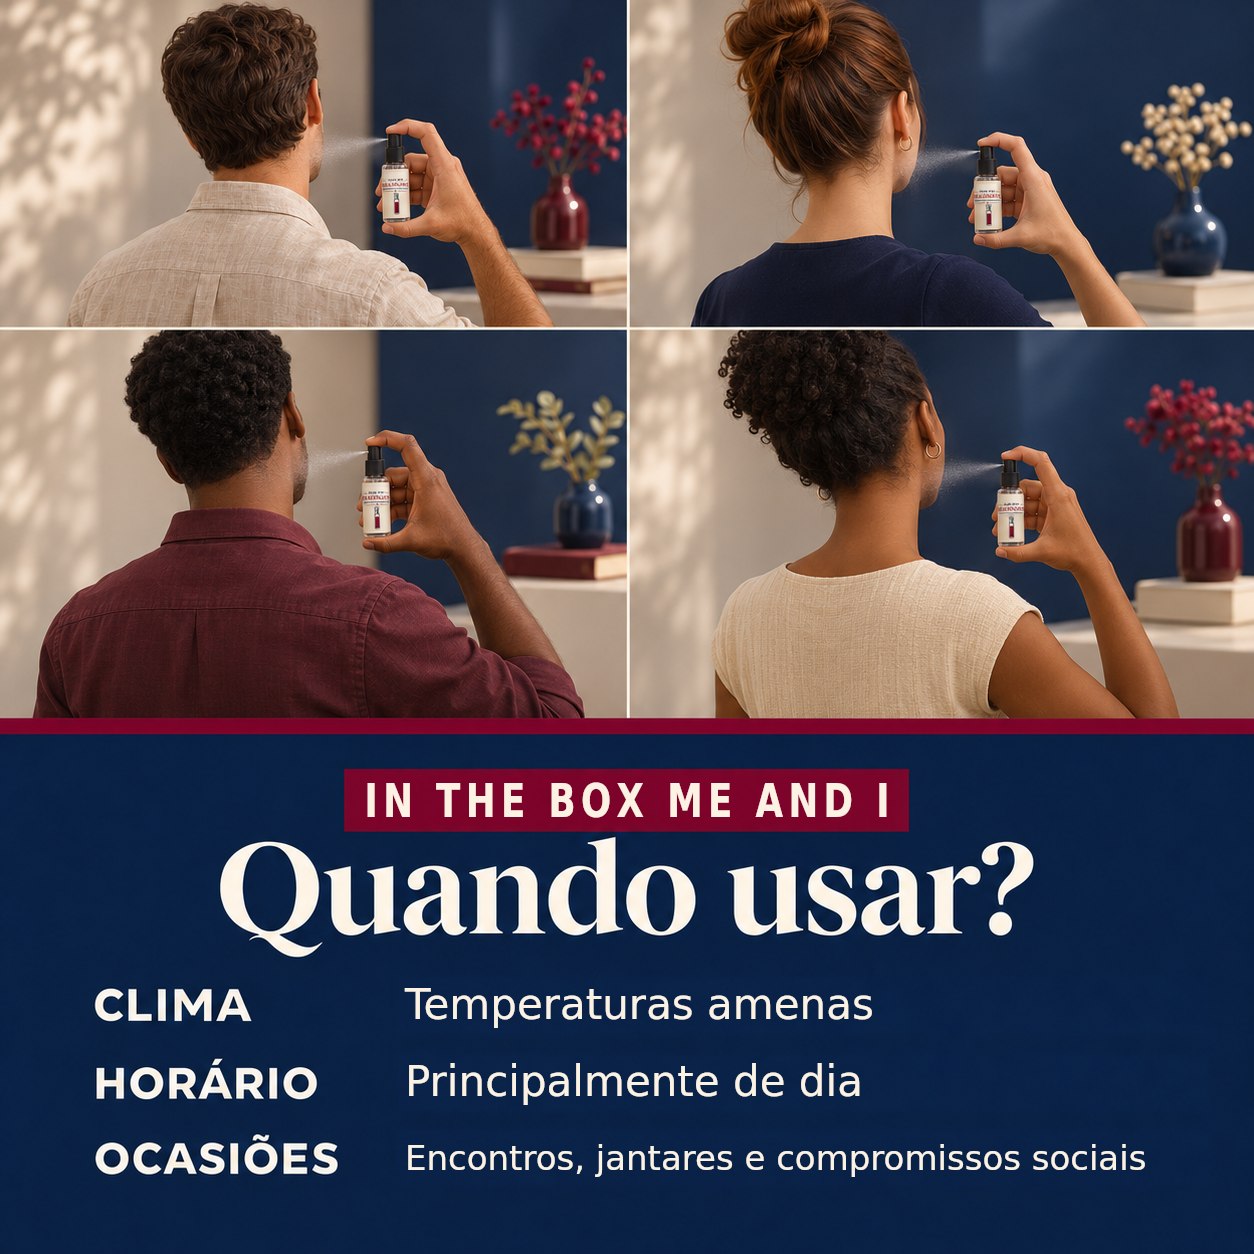 IN THE BOX ME AND I
Quando usar?
CLIMA Temperaturas amenas
HORÁRIO Principalmente de dia
OCASIÕES Encontros, jantares e compromissos sociais